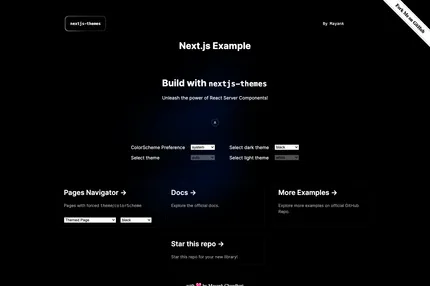 Fork Me on GitHub
nextjs-themes
By Mayank
Next.js Example
Build with nextjs-themes
Unleash the power of React Server Components!
ColorScheme Preference
system
Select dark theme
black
Select theme
Select light theme
Pages Navigator ->
Docs ->
More Examples ->
Pages with forced theme/colorScheme
Explore the official docs.
Explore more examples on official GitHub
Repo.
Themed Page
black
Star this repo ->
Star this repo for your new library!
with 💖 by Mayank Chaudhari